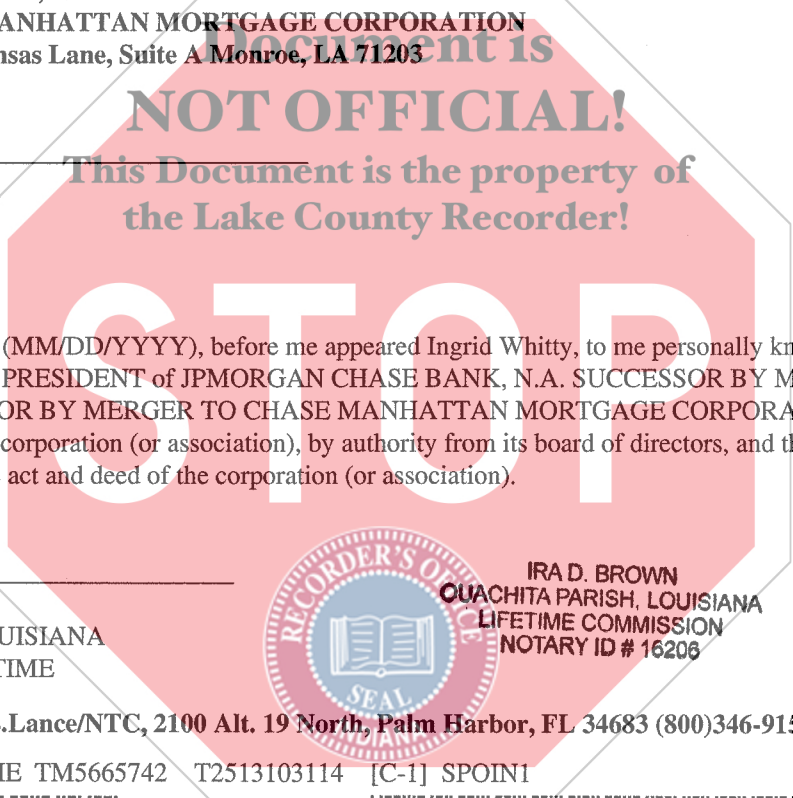 ANHATTAN MORTGAGE CORPORATION
nsas Lane, Suite A Monroe, LA 71203
Document is
NOT OFFICIAL!
This Document is the property of
the Lake County Recorder!
STOP
(MM/DD/YYYY), before me appeared Ingrid Whitty, to me personally kn
PRESIDENT of JPMORGAN CHASE BANK, N.A. SUCCESSOR BY M
OR BY MERGER TO CHASE MANHATTAN MORTGAGE CORPORA
corporation (or association), by authority from its board of directors, and th
act and deed of the corporation (or association).
RECORDER'S OFFICE
SEAL
INDIANA
IRA D. BROWN
OUACHITA PARISH, LOUISIANA
LIFETIME COMMISSION
NOTARY ID # 16206
UISIANA
TIME
.Lance/NTC, 2100 Alt. 19 North, Palm Harbor, FL 34683 (800)346-915
IE TM5665742 T2513103114 [C-1] SPOIN1